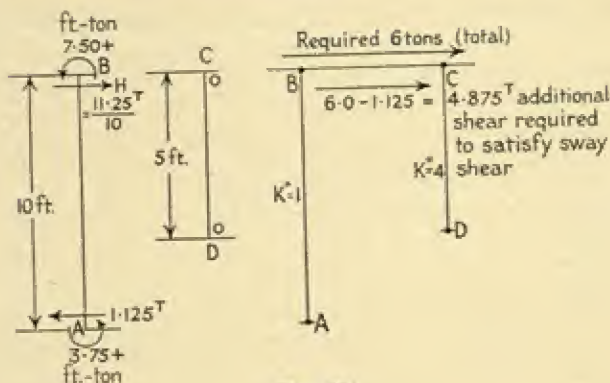 ft.-ton
7·50+
B
H
= 11·25ᵀ
10
10 ft.
1·125ᵀ
A
3·75+
ft.-ton
C
O
5 ft.
O
D
Required 6 tons (total)
B
C
6·0 - 1·125 = 4·875ᵀ additional
shear required
to satisfy sway
shear
K″=1
K″=4
D
A